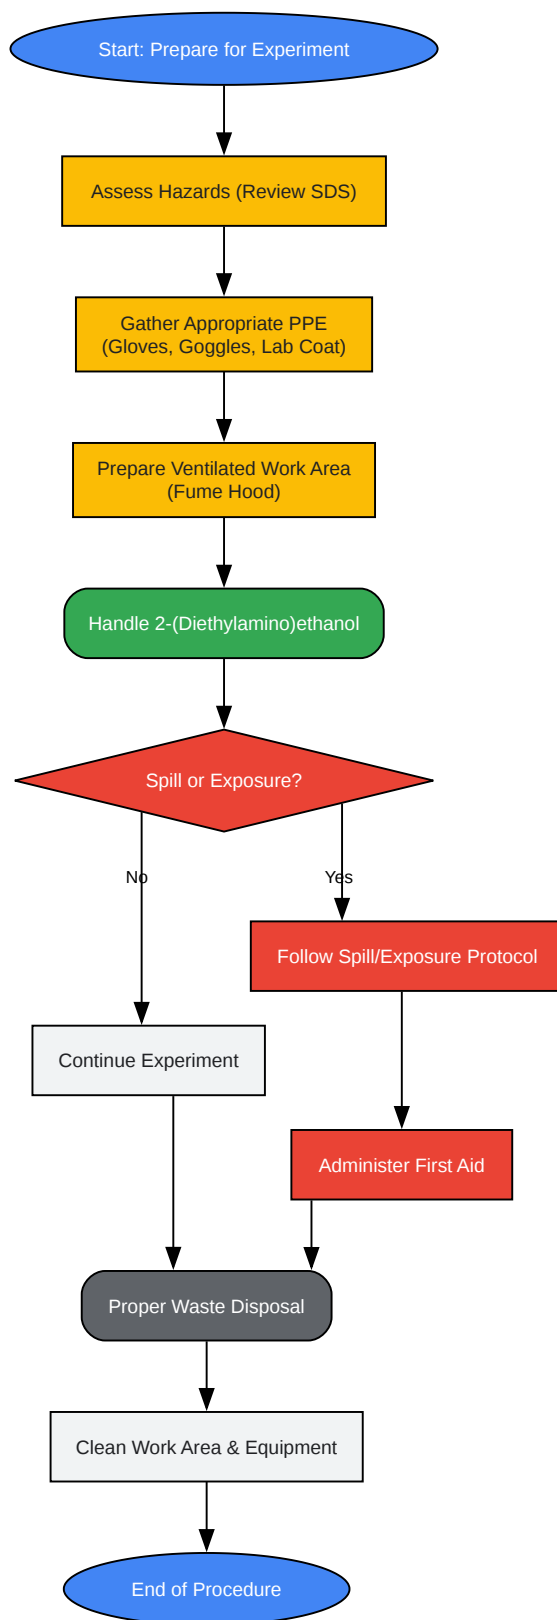 Start: Prepare for Experiment
Assess Hazards (Review SDS)
Gather Appropriate PPE
(Gloves, Goggles, Lab Coat)
Prepare Ventilated Work Area
(Fume Hood)
Handle 2-(Diethylamino)ethanol
Spill or Exposure?
No
Yes
Follow Spill/Exposure Protocol
Continue Experiment
Administer First Aid
Proper Waste Disposal
Clean Work Area & Equipment
End of Procedure